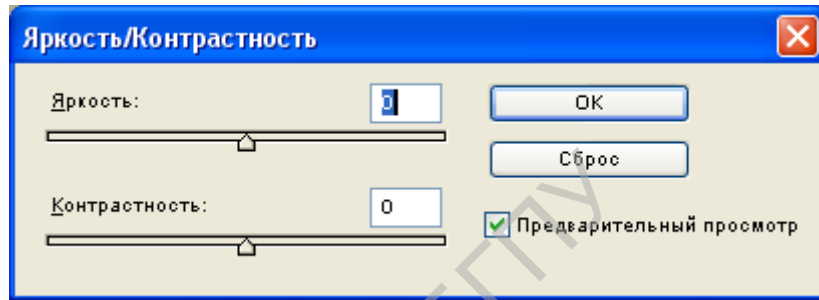 Яркость/Контрастность
Яркость: 0
OK
Сброс
Контрастность: 0
Предварительный просмотр